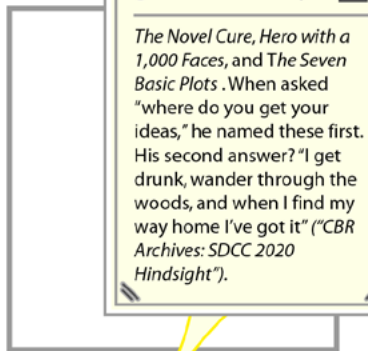 The Novel Cure, Hero with a
1,000 Faces, and The Seven
Basic Plots . When asked
“where do you get your
ideas,” he named these first.
His second answer? “I get
drunk, wander through the
woods, and when I find my
way home I’ve got it” (“CBR
Archives: SDCC 2020
Hindsight”).